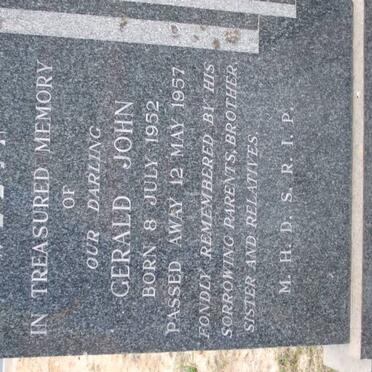 IN TREASURED MEMORY
OF
OUR DARLING
GERALD JOHN
BORN 8 JULY 1952
PASSED AWAY 12 MAY 1957
FONDLY REMEMBERED BY HIS
SORROWING PARENTS, BROTHER,
SISTER AND RELATIVES.
M. H. D. S. R. I. P.